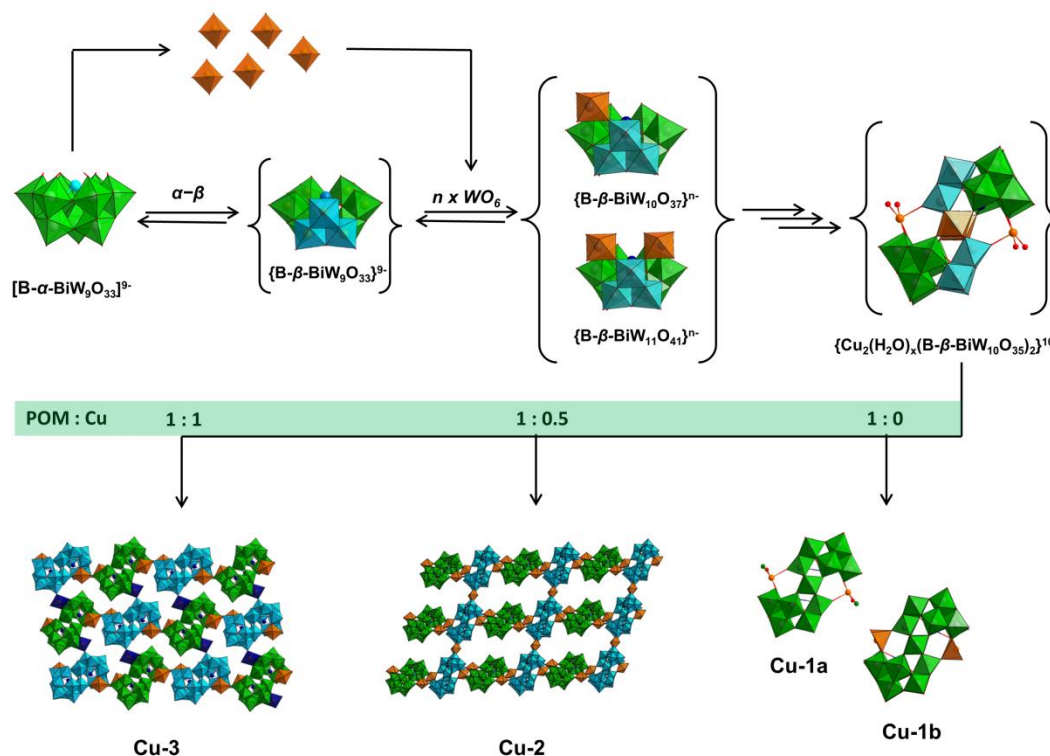 α−β
n x WO₆
[B-α-BiW₉O₃₃]⁹⁻
{B-β-BiW₉O₃₃}⁹⁻
{B-β-BiW₁₀O₃₇}ⁿ⁻
{B-β-BiW₁₁O₄₁}ⁿ⁻
{Cu₂(H₂O)ₓ(B-β-BiW₁₀O₃₅)₂}¹⁰
POM : Cu 1 : 1 1 : 0.5 1 : 0
Cu-3
Cu-2
Cu-1a
Cu-1b